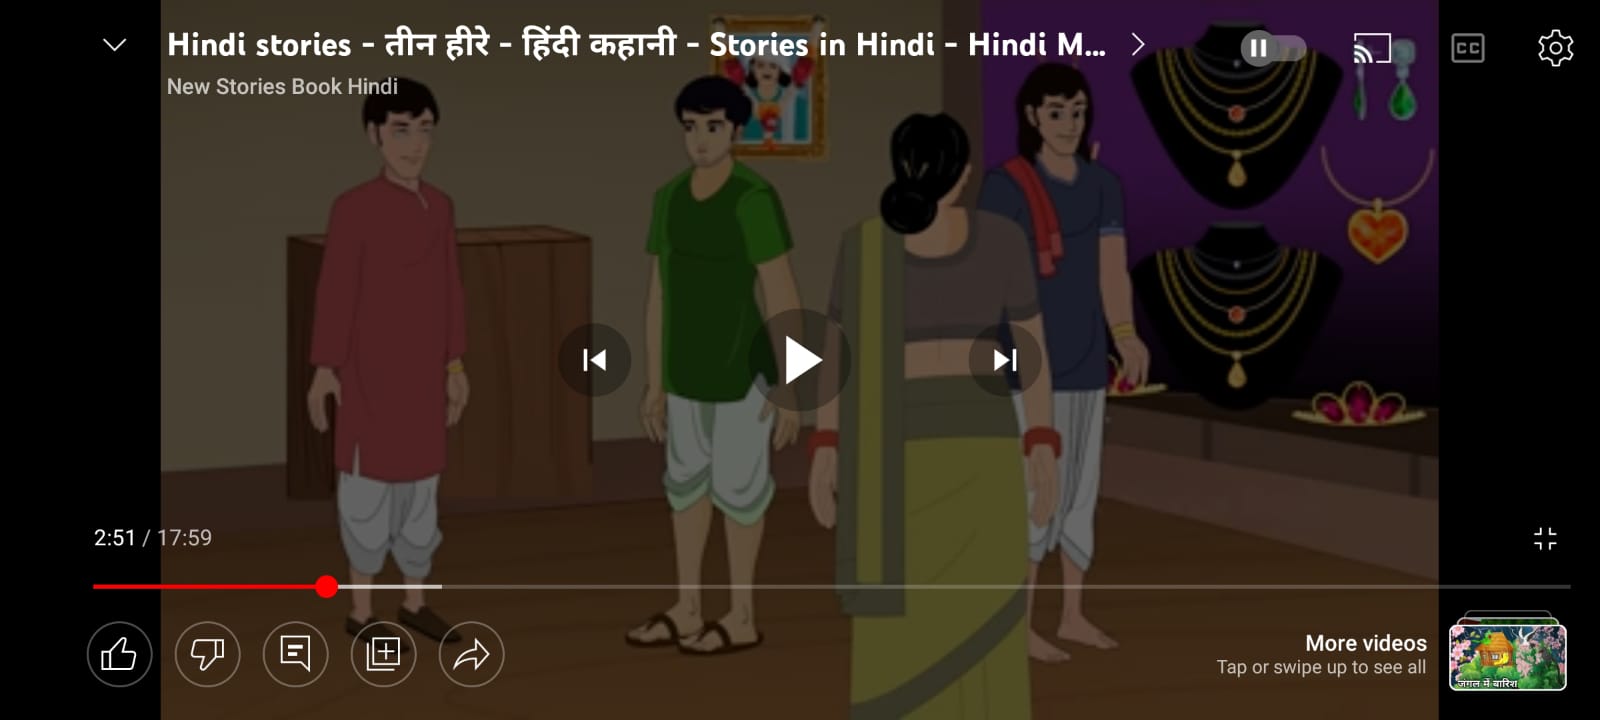 Hindi stories - तीन हीरे - हिंदी कहानी - Stories in Hindi - Hindi M...
New Stories Book Hindi
CC
2:51 / 17:59
More videos
Tap or swipe up to see all
जंगल में बारिश